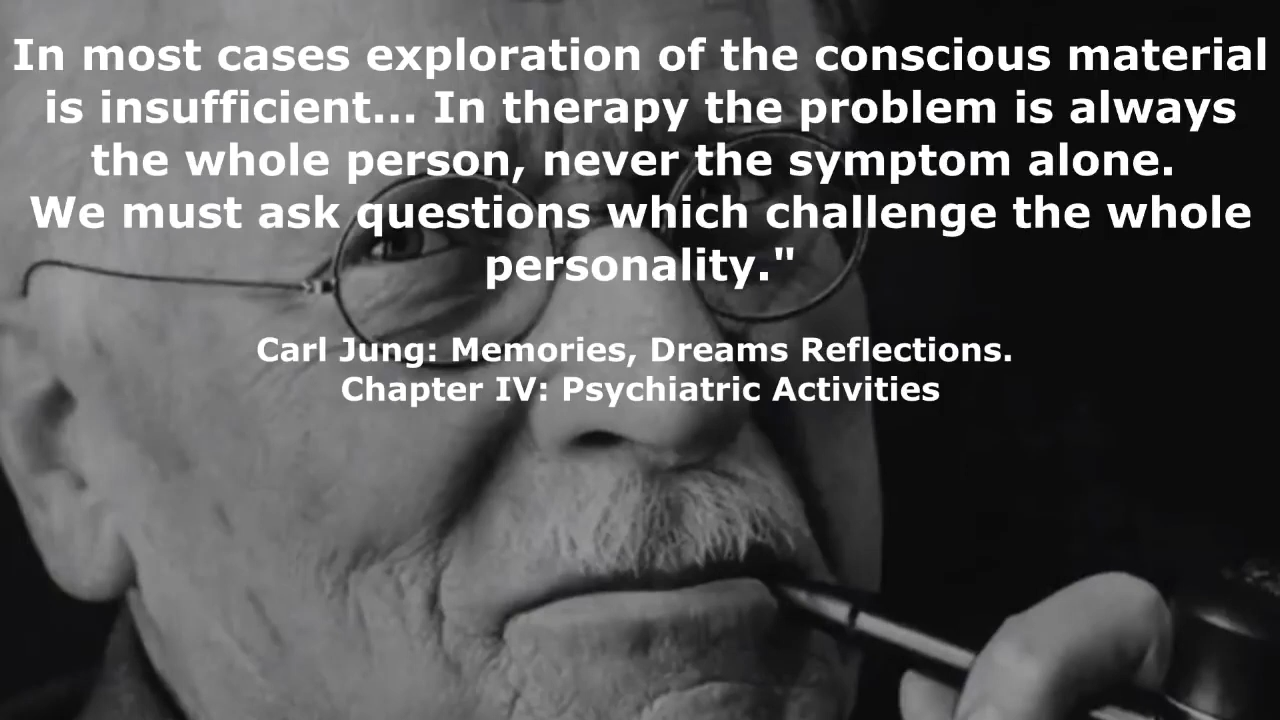 In most cases exploration of the conscious material
is insufficient... In therapy the problem is always
the whole person, never the symptom alone.
We must ask questions which challenge the whole
personality."
Carl Jung: Memories, Dreams Reflections.
Chapter IV: Psychiatric Activities